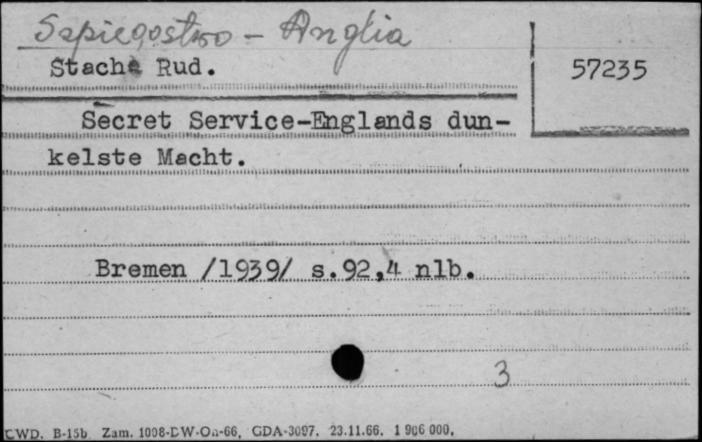 Szpiegostwo - Anglia
Stache Rud.
57235
Secret Service-Englands dun-
kelste Macht.
Bremen /1939/ s.92,4 nlb.
3
CWD. B-15b Zam. 1008-DW-On-66, GDA-3097. 23.11.66. 1 906 000.